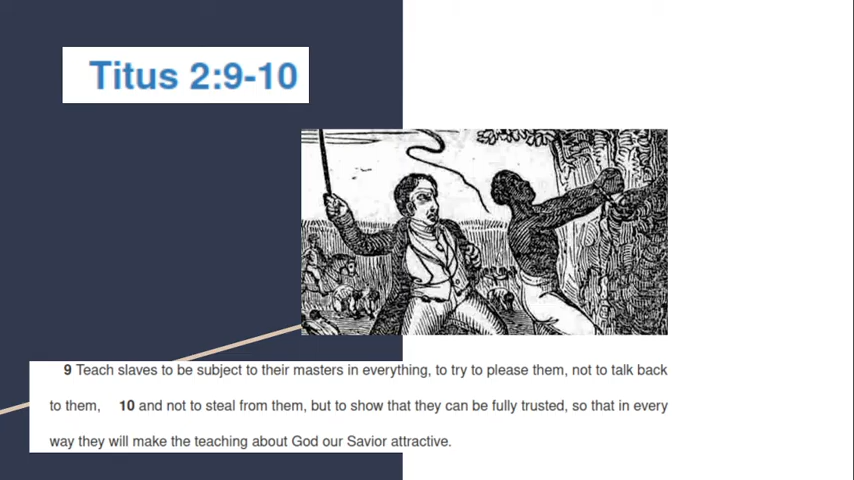 Titus 2:9-10
9 Teach slaves to be subject to their masters in everything, to try to please them, not to talk back
to them, 10 and not to steal from them, but to show that they can be fully trusted, so that in every
way they will make the teaching about God our Savior attractive.